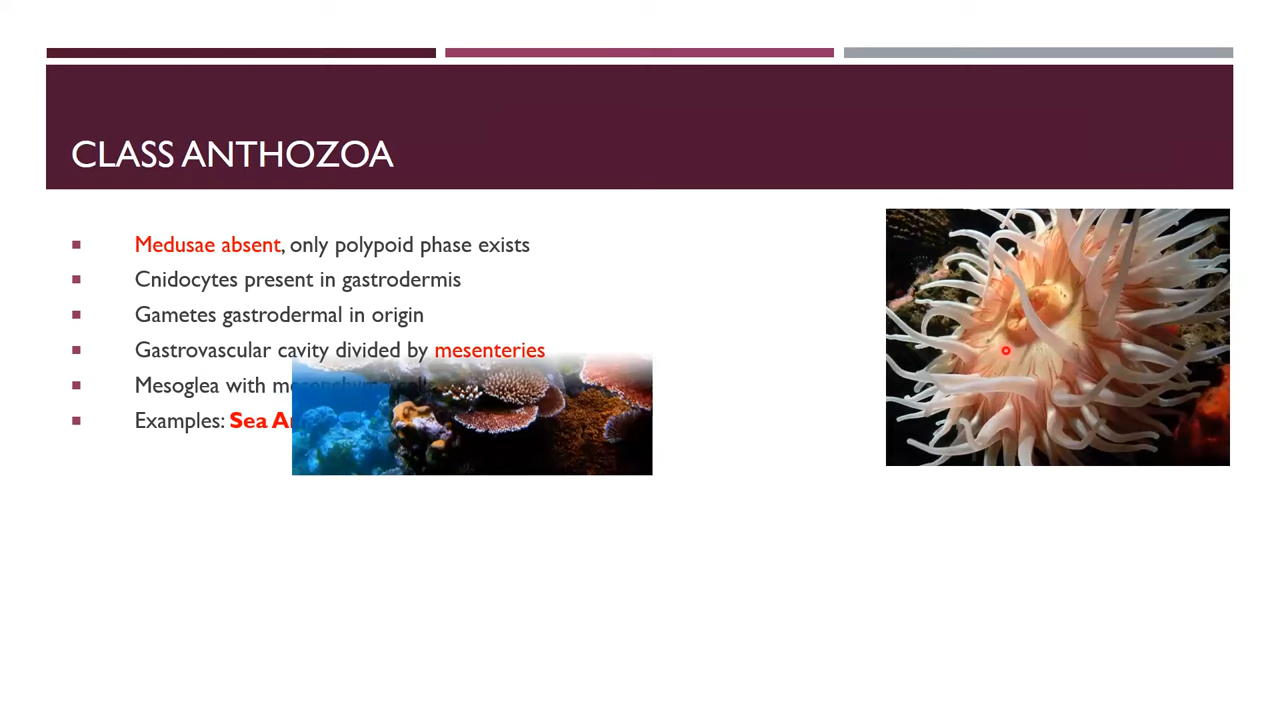 CLASS ANTHOZOA
Medusae absent, only polypoid phase exists
Cnidocytes present in gastrodermis
Gametes gastrodermal in origin
Gastrovascular cavity divided by mesenteries
Mesoglea with
Examples: Sea